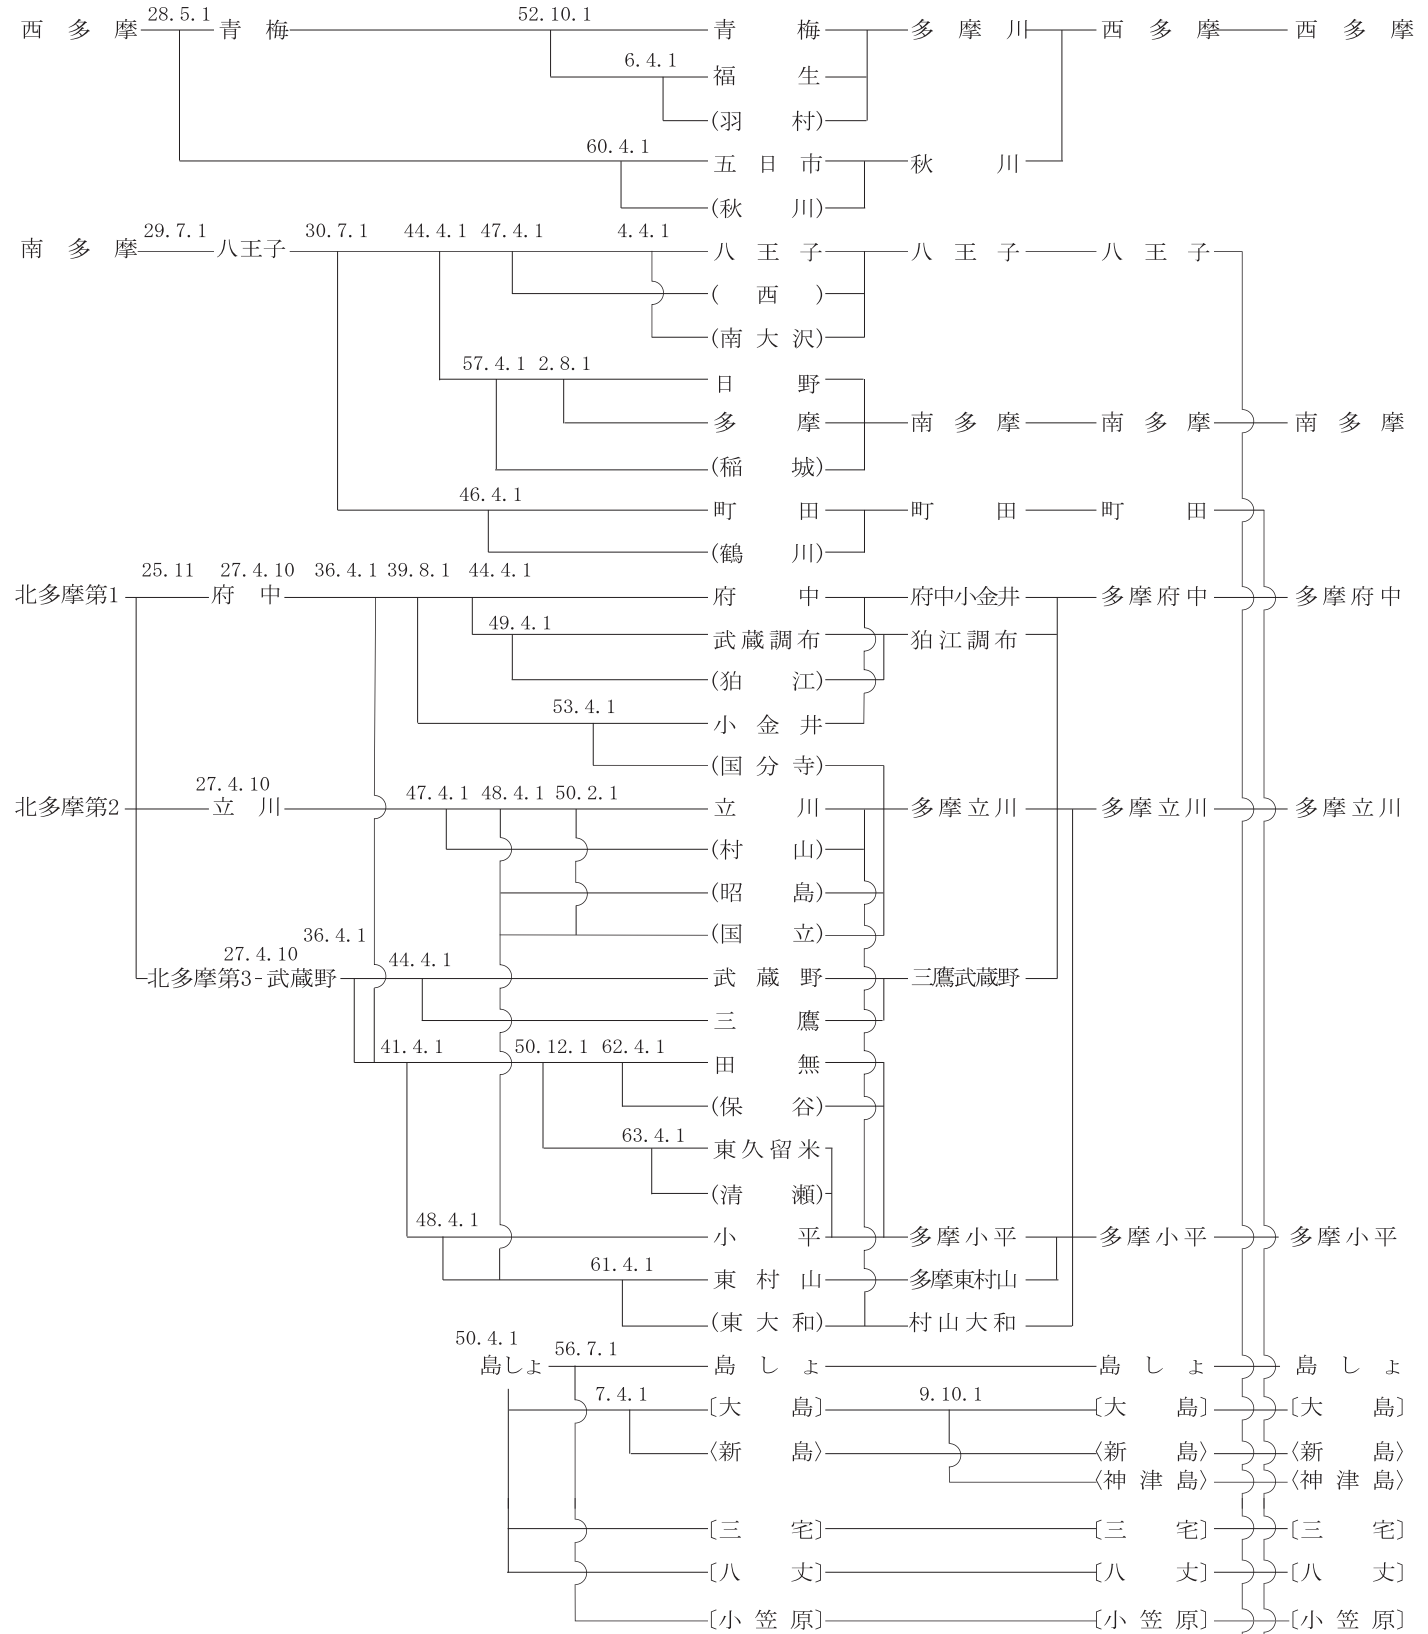 28.5.1 52.10.1
西多摩 青梅 青梅 多摩川 西多摩 西多摩
6.4.1
福生
(羽村)
60.4.1
五日市 秋川
(秋川)
29.7.1 30.7.1 44.4.1 47.4.1 4.4.1
南多摩 八王子 八王子 八王子 八王子
(西)
(南大沢)
57.4.1 2.8.1
日野
多摩 南多摩 南多摩 南多摩
(稲城)
46.4.1
町田 町田 町田
(鶴川)
25.11 27.4.10 36.4.1 39.8.1 44.4.1
北多摩第1 府中 府中 府中小金井 多摩府中 多摩府中
49.4.1
武蔵調布 狛江調布
(狛江)
53.4.1
小金井
(国分寺)
27.4.10 47.4.1 48.4.1 50.2.1
北多摩第2 立川 立川 多摩立川 多摩立川 多摩立川
(村山)
(昭島)
(国立)
36.4.1
27.4.10 44.4.1
北多摩第3-武蔵野 武蔵野 三鷹武蔵野
三鷹
41.4.1 50.12.1 62.4.1
田無
(保谷)
63.4.1
東久留米
(清瀬)
48.4.1
小平 多摩小平 多摩小平 多摩小平
61.4.1
東村山 多摩東村山
(東大和) 村山大和
50.4.1 56.7.1
島しょ 島しょ 島しょ 島しょ
7.4.1 9.10.1
〔大島〕 〔大島〕 〔大島〕
〈新島〉 〈新島〉 〈新島〉
〈神津島〉 〈神津島〉
〔三宅〕 〔三宅〕 〔三宅〕
〔八丈〕 〔八丈〕 〔八丈〕
〔小笠原〕 〔小笠原〕 〔小笠原〕